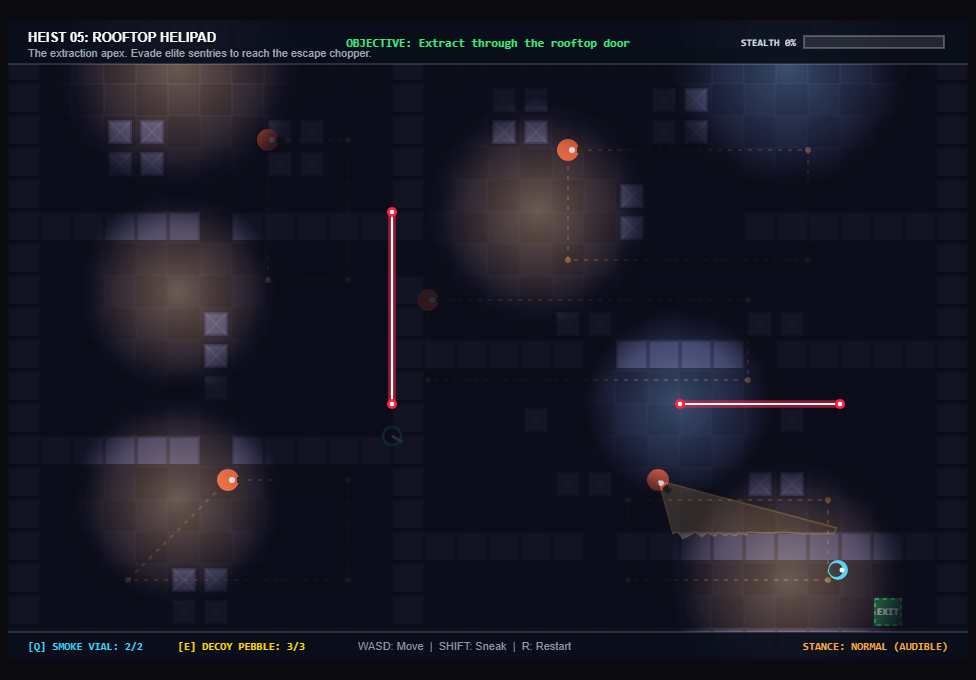 HEIST 05: ROOFTOP HELIPAD
The extraction apex. Evade elite sentries to reach the escape chopper.
OBJECTIVE: Extract through the rooftop door
STEALTH 0%
EXIT
[Q] SMOKE VIAL: 2/2
[E] DECOY PEBBLE: 3/3
WASD: Move | SHIFT: Sneak | R: Restart
STANCE: NORMAL (AUDIBLE)